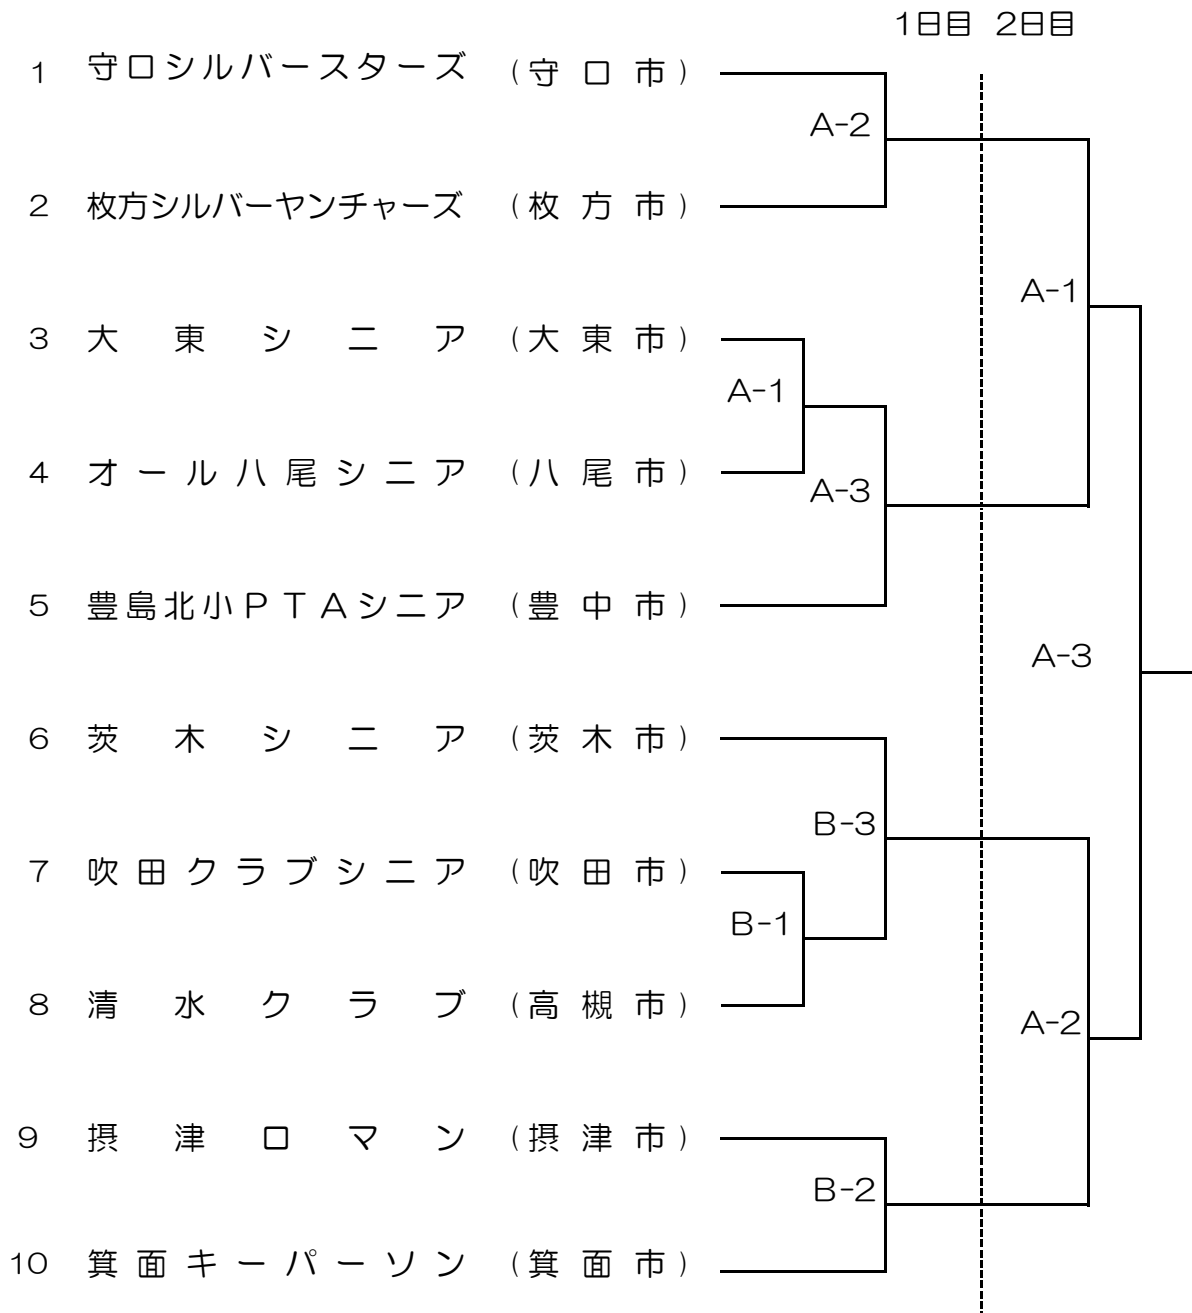 1日目 2日目
1 守口シルバースターズ (守口市)
A-2
2 枚方シルバーヤンチャーズ (枚方市)
A-1
3 大東シニア (大東市)
A-1
4 オール八尾シニア (八尾市)
A-3
5 豊島北小PTAシニア (豊中市)
A-3
6 茨木シニア (茨木市)
B-3
7 吹田クラブシニア (吹田市)
B-1
8 清水クラブ (高槻市)
A-2
9 摂津ロマン (摂津市)
B-2
10 箕面キーパーソン (箕面市)